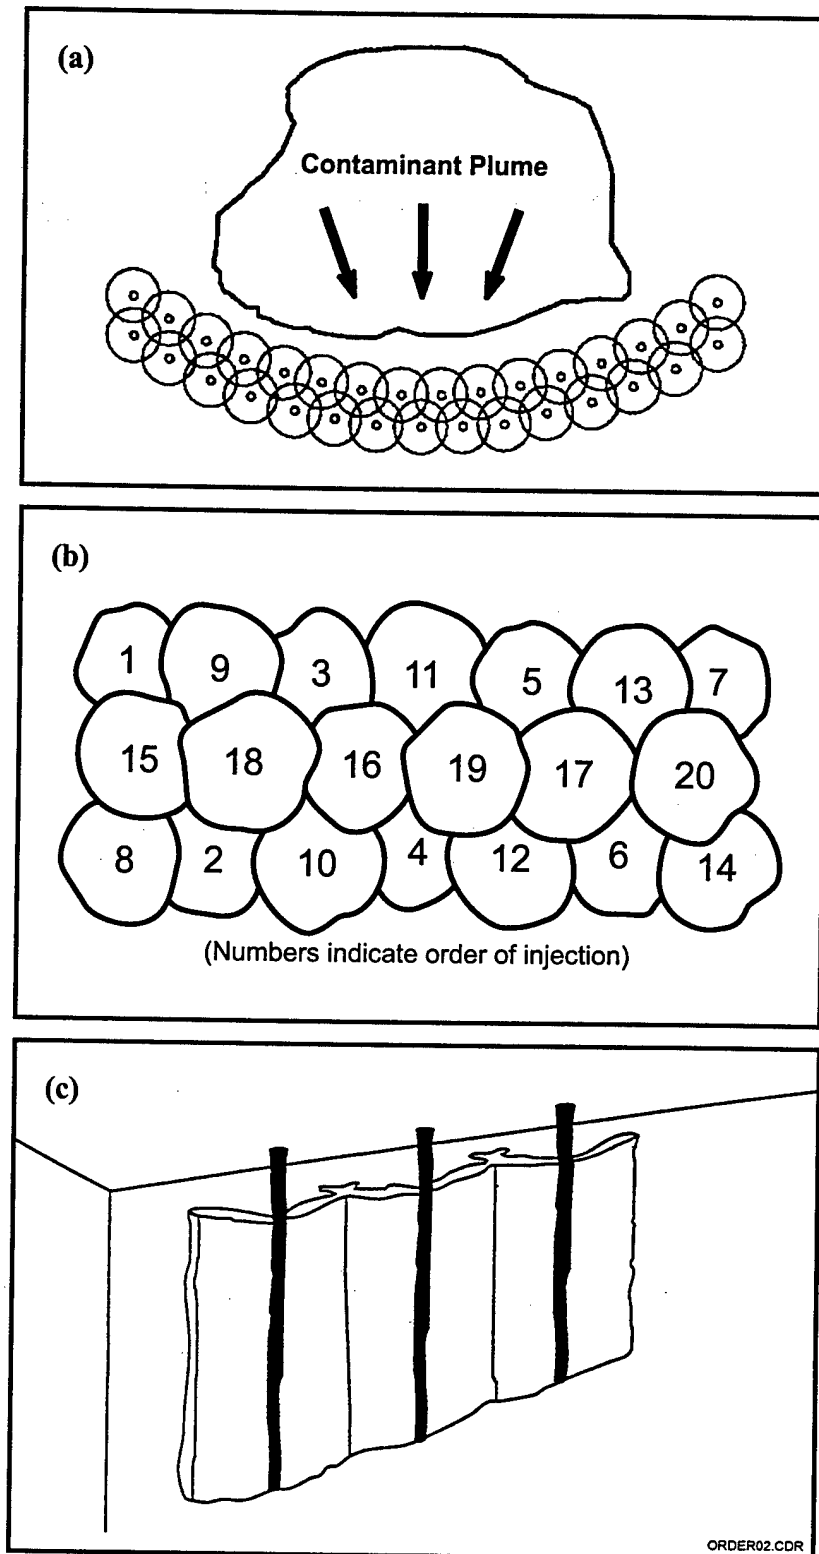 (a)
Contaminant Plume
(b)
1 9 3 11 5 13 7
15 18 16 19 17 20
8 2 10 4 12 6 14
(Numbers indicate order of injection)
(c)
ORDER02.CDR